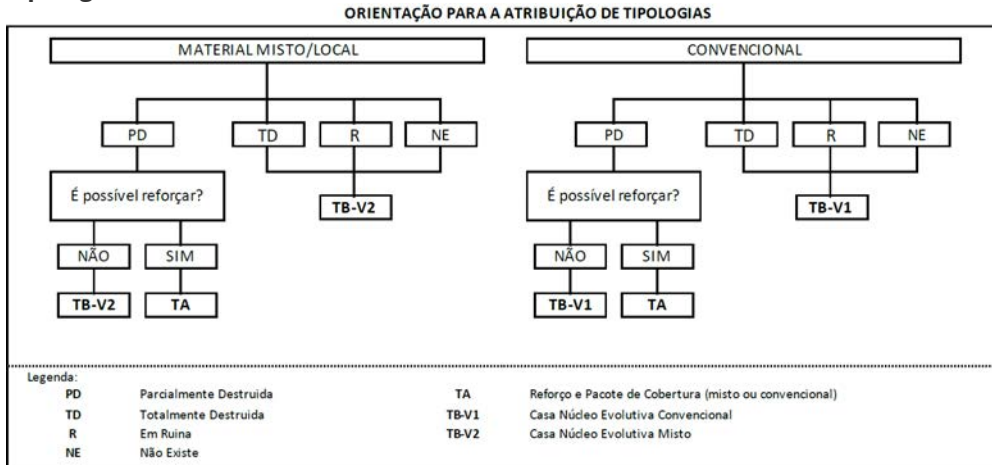 ORIENTAÇÃO PARA A ATRIBUIÇÃO DE TIPOLOGIAS
MATERIAL MISTO/LOCAL
PD TD R NE
É possível reforçar?
TB-V2
NÃO SIM
TB-V2 TA
CONVENCIONAL
PD TD R NE
É possível reforçar?
TB-V1
NÃO SIM
TB-V1 TA
Legenda:
PD Parcialmente Destruida
TD Totalmente Destruida
R Em Ruina
NE Não Existe
TA Reforço e Pacote de Cobertura (misto ou convencional)
TB-V1 Casa Núcleo Evolutiva Convencional
TB-V2 Casa Núcleo Evolutiva Misto